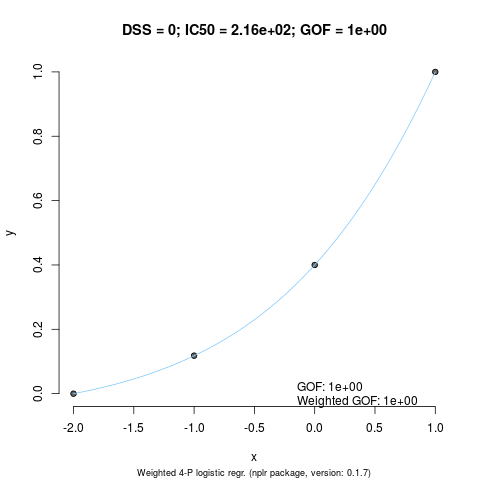 DSS = 0; IC50 = 2.16e+02; GOF = 1e+00
1.0
0.8
0.6
y
0.4
0.2
0.0
GOF: 1e+00
Weighted GOF: 1e+00
-2.0 -1.5 -1.0 -0.5 0.0 0.5 1.0
x
Weighted 4-P logistic regr. (nplr package, version: 0.1.7)